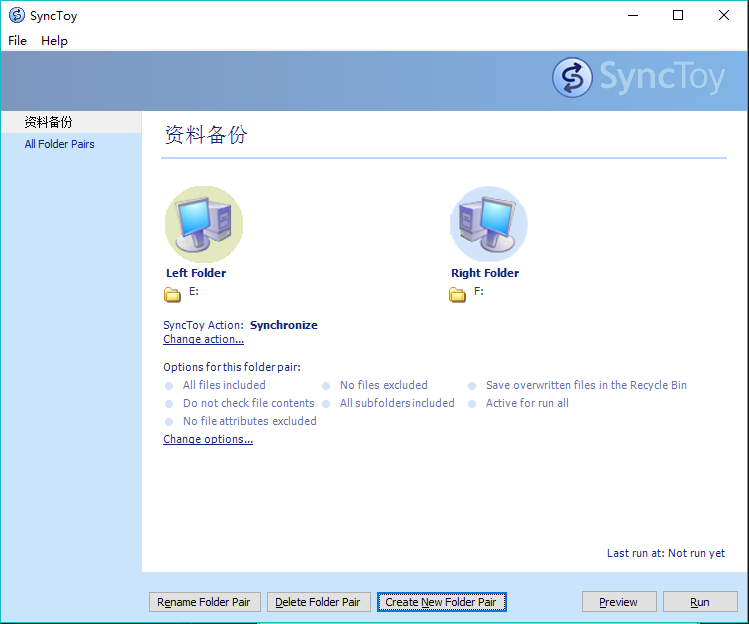 SyncToy
File Help
SyncToy
资料备份
All Folder Pairs
资料备份
Left Folder
Right Folder
E:
F:
SyncToy Action: Synchronize
Change action...
Options for this folder pair:
All files included
No files excluded
Save overwritten files in the Recycle Bin
Do not check file contents
All subfolders included
Active for run all
No file attributes excluded
Change options...
Last run at: Not run yet
Rename Folder Pair
Delete Folder Pair
Create New Folder Pair
Preview
Run